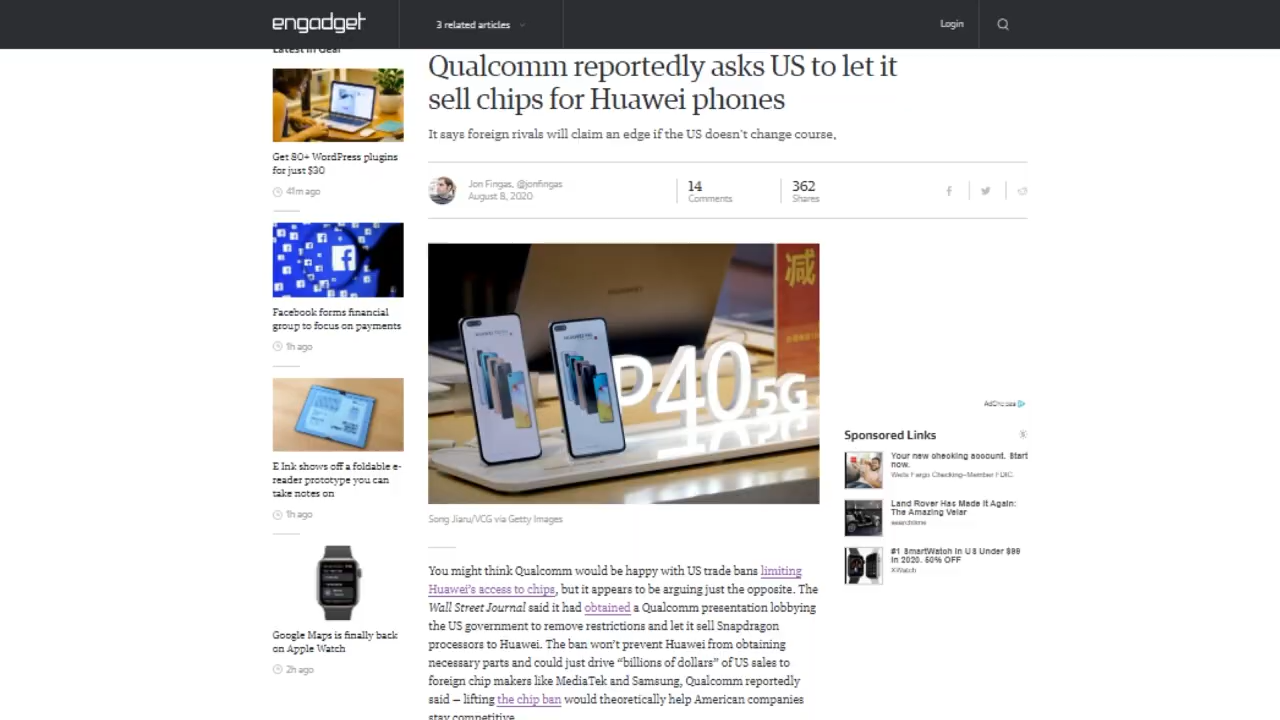 engadget
3 related articles
Login
Latest in Gear
Get 80+ WordPress plugins
for just $30
41m ago
Facebook forms financial
group to focus on payments
1h ago
E Ink shows off a foldable e-
reader prototype you can
take notes on
1h ago
Google Maps is finally back
on Apple Watch
2h ago
Qualcomm reportedly asks US to let it
sell chips for Huawei phones
It says foreign rivals will claim an edge if the US doesn't change course.
Jon Fingas, @jonfingas
August 8, 2020
14
Comments
362
Shares
HUAWEI
减
P40 5G
Song Jiaru/VCG via Getty Images
You might think Qualcomm would be happy with US trade bans limiting
Huawei's access to chips, but it appears to be arguing just the opposite. The
Wall Street Journal said it had obtained a Qualcomm presentation lobbying
the US government to remove restrictions and let it sell Snapdragon
processors to Huawei. The ban won't prevent Huawei from obtaining
necessary parts and could just drive “billions of dollars” of US sales to
foreign chip makers like MediaTek and Samsung, Qualcomm reportedly
said — lifting the chip ban would theoretically help American companies
stay competitive.
AdChoices
Sponsored Links
Your new checking account. Start
now.
Wells Fargo Checking-Member FDIC.
Land Rover Has Made It Again:
The Amazing Velar
searchtime
#1 SmartWatch in US Under $99
in 2020. 50% OFF
XWatch